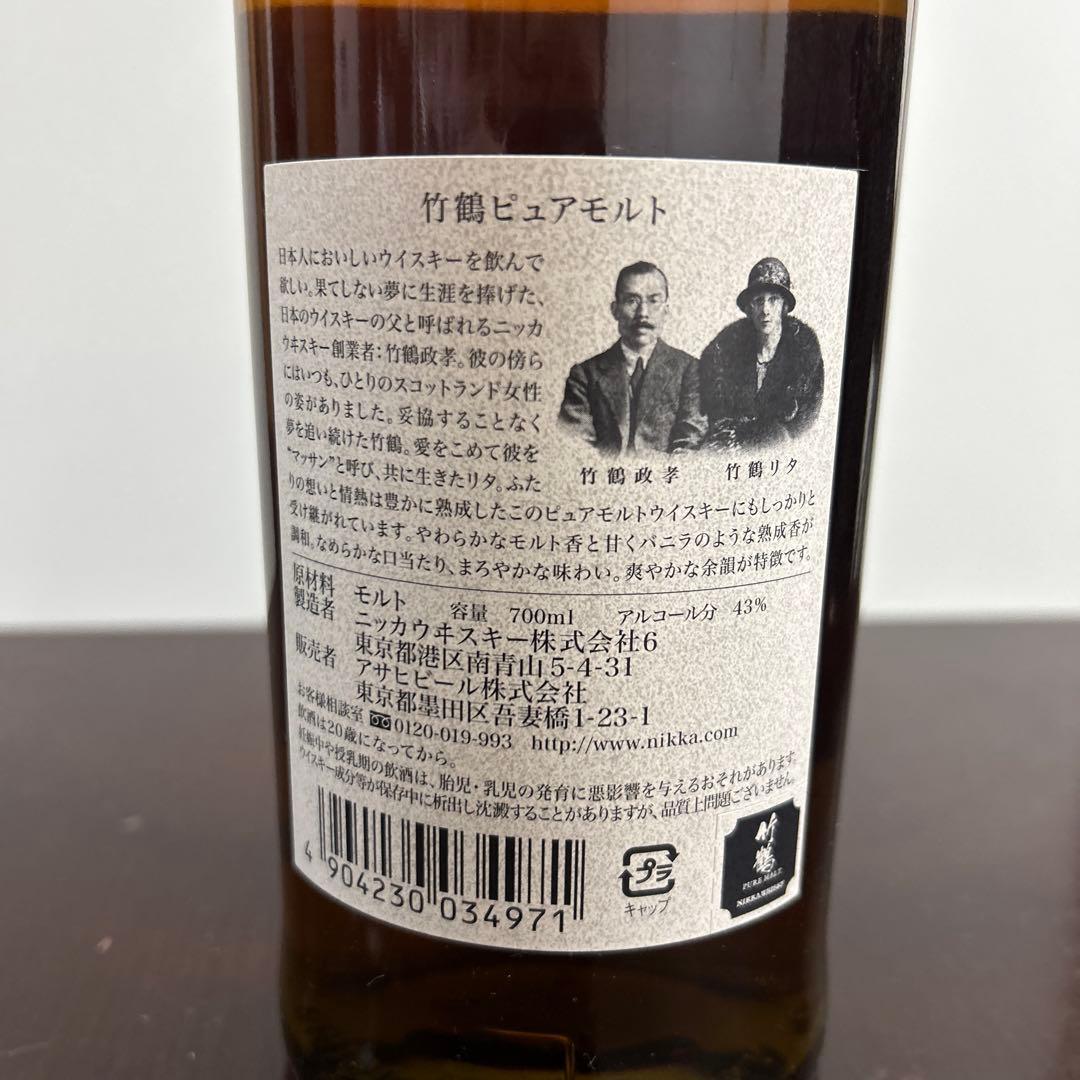 竹鶴ピュアモルト
日本人においしいウイスキーを飲んで
欲しい。果てしない夢に生涯を捧げた、
日本のウイスキーの父と呼ばれるニッカ
ウヰスキー創業者:竹鶴政孝。彼の傍ら
にはいつも、ひとりのスコットランド女性
の姿がありました。妥協することなく
夢を追い続けた竹鶴。愛をこめて彼を
“マッサン”と呼び、共に生きたリタ。ふた
りの想いと情熱は豊かに熟成したこのピュアモルトウイスキーにもしっかりと
受け継がれています。やわらかなモルト香と甘くバニラのような熟成香が
調和。なめらかな口当たり、まろやかな味わい。爽やかな余韻が特徴です。
竹鶴政孝 竹鶴リタ
原材料 モルト 容量 700ml アルコール分 43%
製造者 ニッカウヰスキー株式会社6
東京都港区南青山5-4-31
販売者 アサヒビール株式会社
東京都墨田区吾妻橋1-23-1
お客様相談室 0120-019-993 http://www.nikka.com
飲酒は20歳になってから。
妊娠中や授乳期の飲酒は、胎児・乳児の発育に悪影響を与えるおそれがあります。
ウイスキー成分等が保存中に析出し沈澱することがありますが、品質上問題ございません。
4 904230 034971
プラ
キャップ
竹鶴
PURE MALT
NIKKA WHISKY